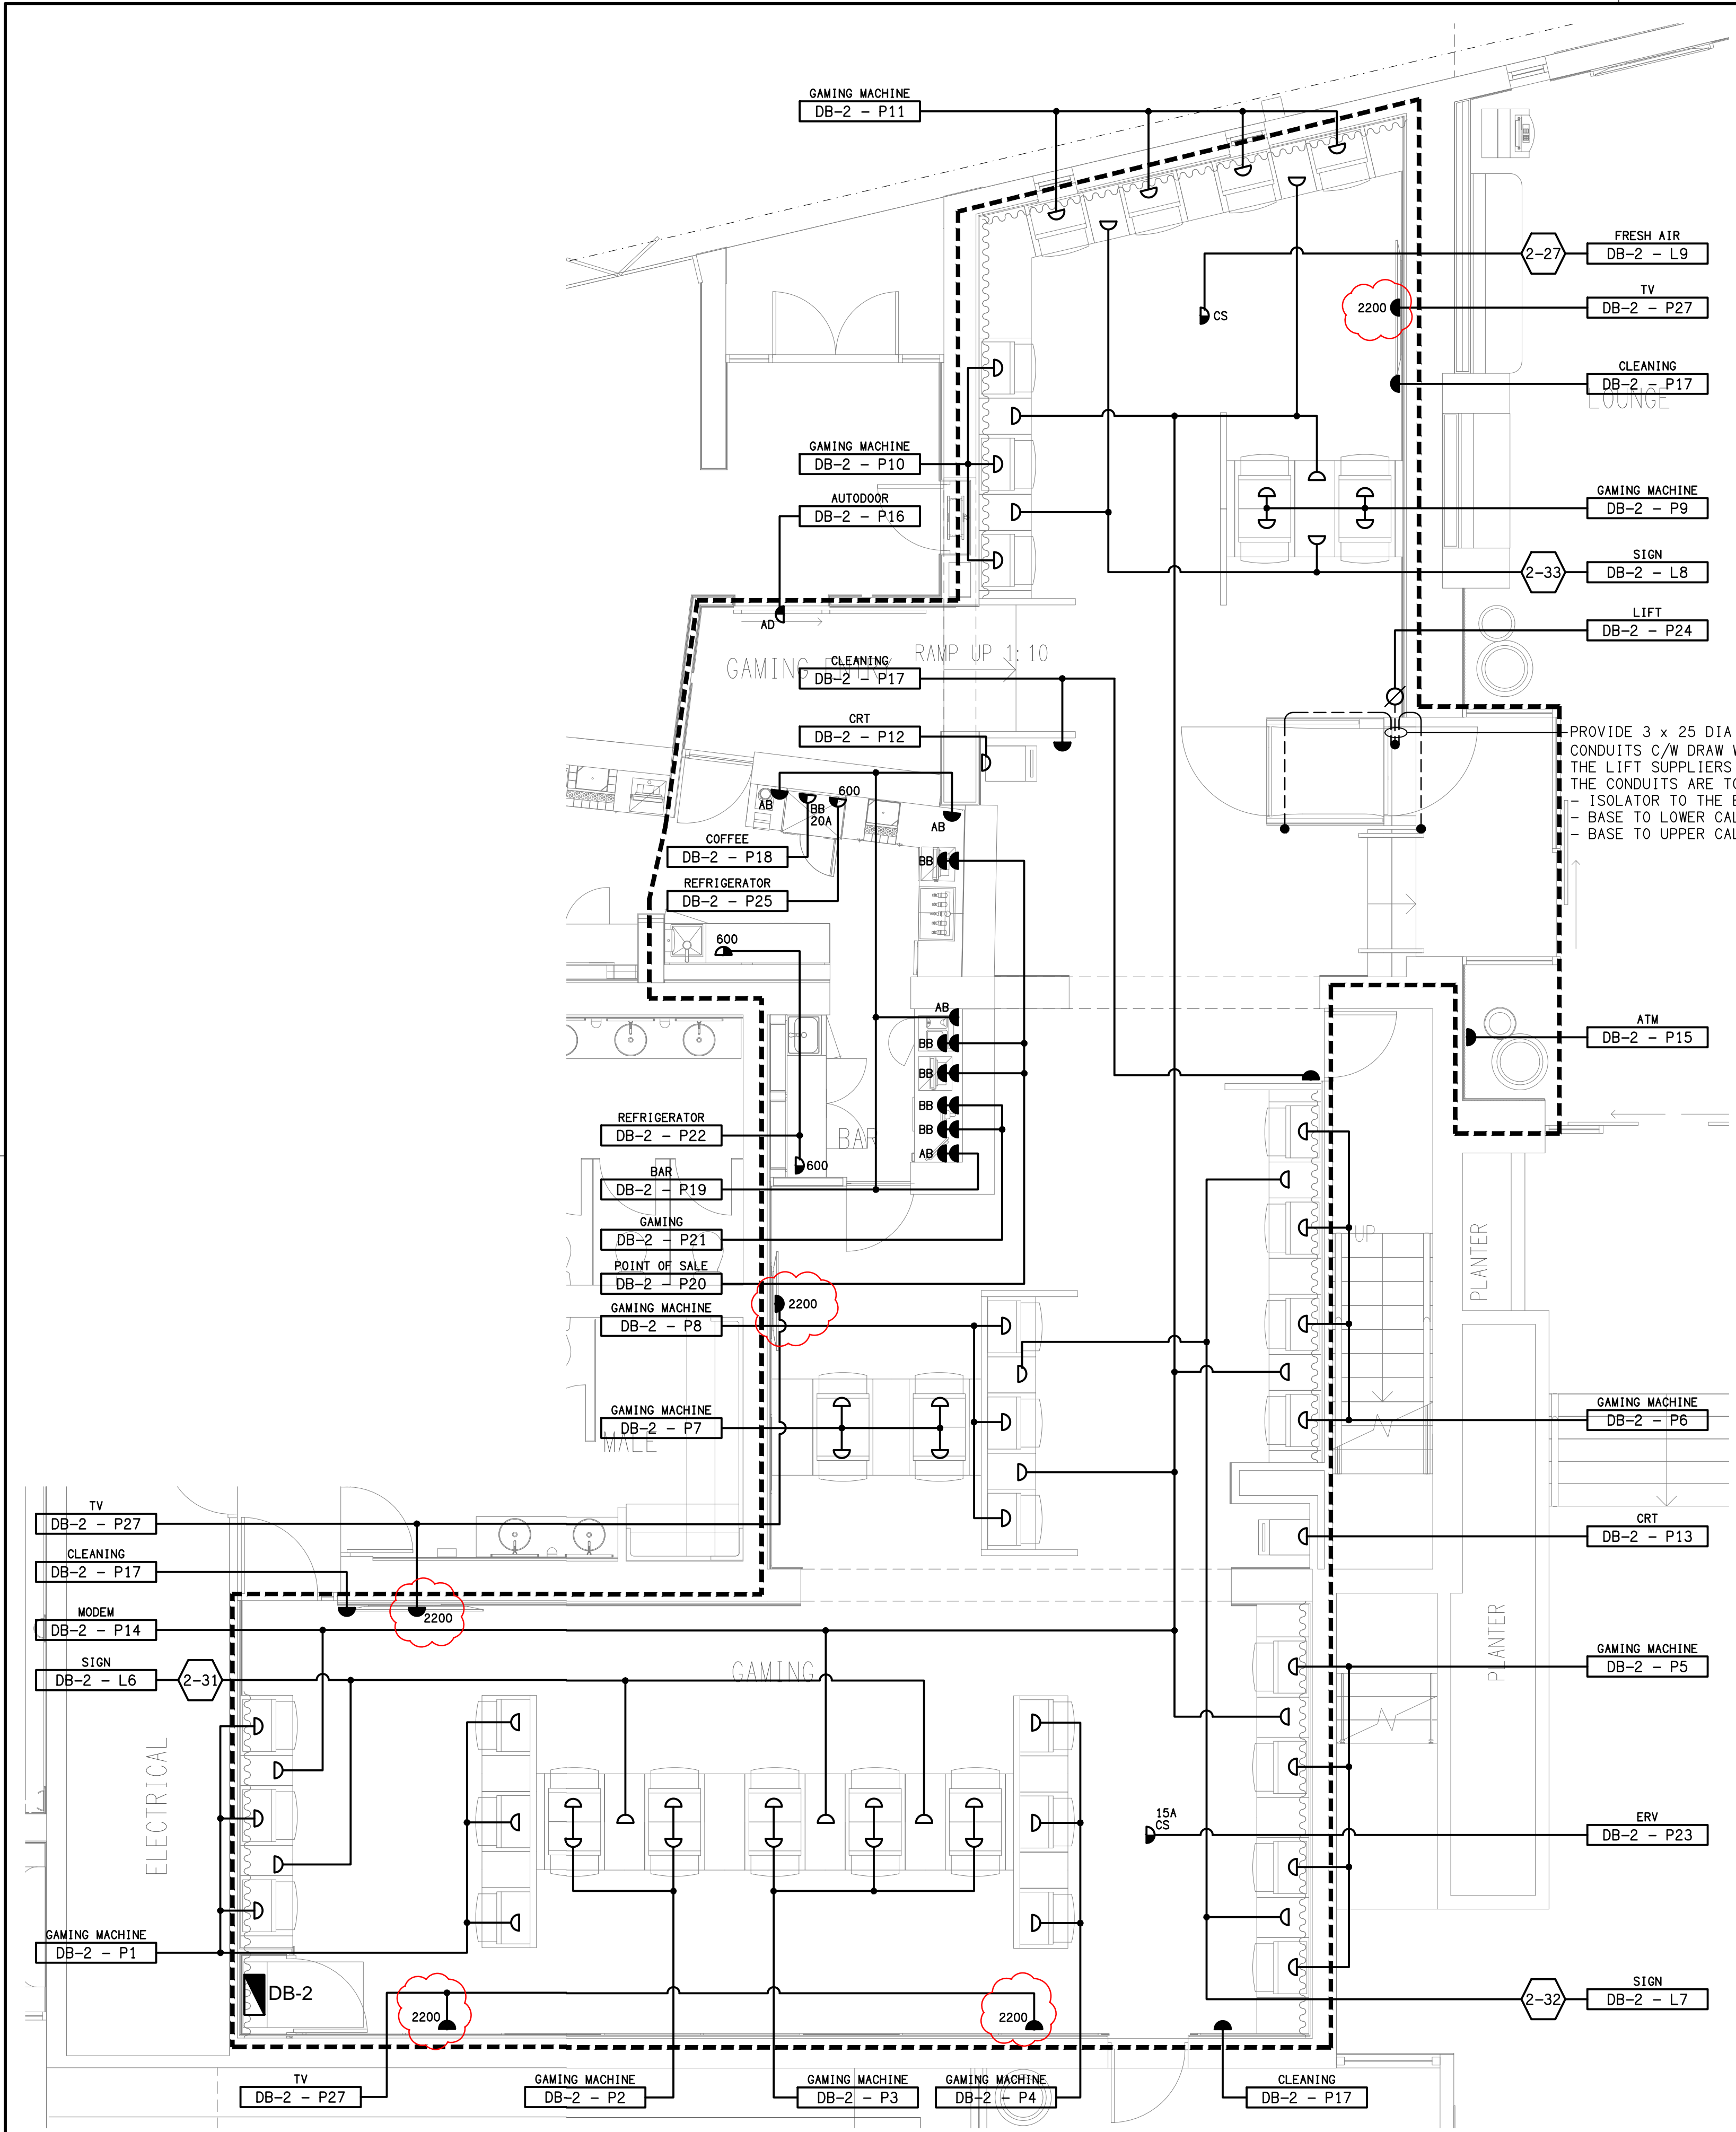 GAMING MACHINE
DB-2 - P11
FRESH AIR
2-27
DB-2 - L9
TV
2200
DB-2 - P27
CS
CLEANING
DB-2 - P17
LOUNGE
GAMING MACHINE
DB-2 - P10
AUTODOOR
DB-2 - P16
GAMING MACHINE
DB-2 - P9
SIGN
2-33
DB-2 - L8
LIFT
DB-2 - P24
AD
GAMING ENTRY
RAMP UP 1:10
CLEANING
DB-2 - P17
CRT
DB-2 - P12
PROVIDE 3 x 25 DIA
CONDUITS C/W DRAW W
THE LIFT SUPPLIERS
THE CONDUITS ARE TO
- ISOLATOR TO THE B
- BASE TO LOWER CAL
- BASE TO UPPER CAL
AB
BB
20A
600
AB
COFFEE
DB-2 - P18
BB
REFRIGERATOR
DB-2 - P25
600
AB
BB
BB
BB
BB
AB
ATM
DB-2 - P15
REFRIGERATOR
DB-2 - P22
BAR
600
BAR
DB-2 - P19
GAMING
DB-2 - P21
POINT OF SALE
DB-2 - P20
UP
PLANTER
2200
GAMING MACHINE
DB-2 - P8
GAMING MACHINE
DB-2 - P7
MALE
GAMING MACHINE
DB-2 - P6
TV
DB-2 - P27
CRT
DB-2 - P13
CLEANING
DB-2 - P17
2200
MODEM
DB-2 - P14
PLANTER
SIGN
DB-2 - L6
2-31
GAMING
GAMING MACHINE
DB-2 - P5
ELECTRICAL
15A
CS
ERV
DB-2 - P23
GAMING MACHINE
DB-2 - P1
DB-2
2200
2200
SIGN
2-32
DB-2 - L7
TV
DB-2 - P27
GAMING MACHINE
DB-2 - P2
GAMING MACHINE
DB-2 - P3
GAMING MACHINE
DB-2 - P4
CLEANING
DB-2 - P17